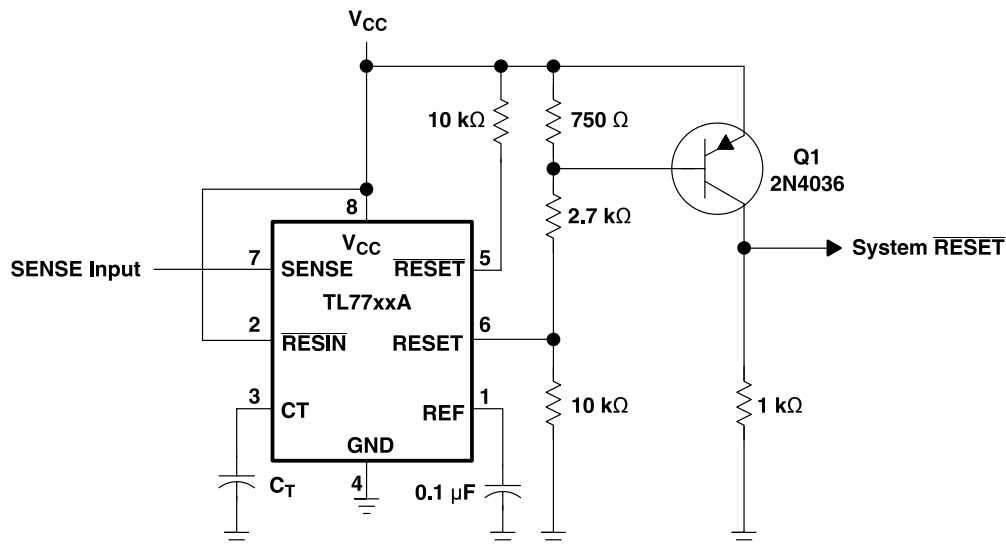 VCC
10 kΩ
750 Ω
Q1
2N4036
8
2.7 kΩ
VCC
SENSE Input
7
SENSE
RESET
5
System RESET
TL77xxA
2
RESIN
RESET
6
3
CT
REF
1
10 kΩ
1 kΩ
GND
CT
4
0.1 µF